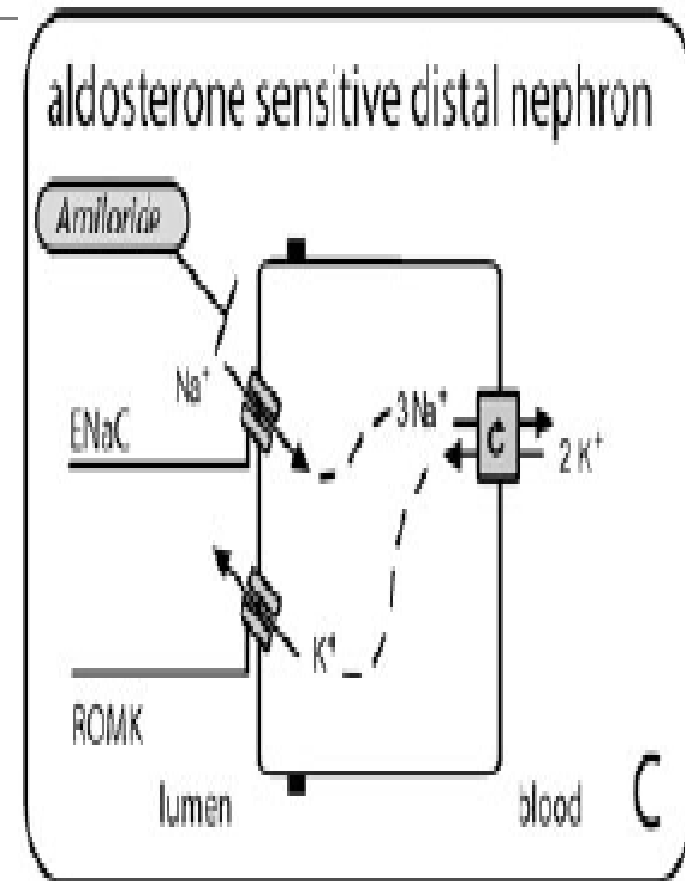 aldosterone sensitive distal nephron
Amiloride
Na⁺
ENaC
3Na⁺
2 K⁺
K⁺
ROMK
lumen
blood
C